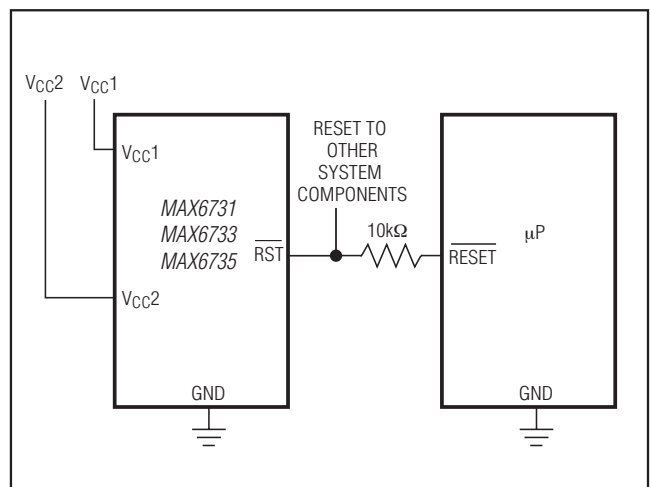 VCC2 VCC1
VCC1
MAX6731
MAX6733
MAX6735
RST
VCC2
GND
RESET TO
OTHER
SYSTEM
COMPONENTS
10kΩ
RESET
μP
GND